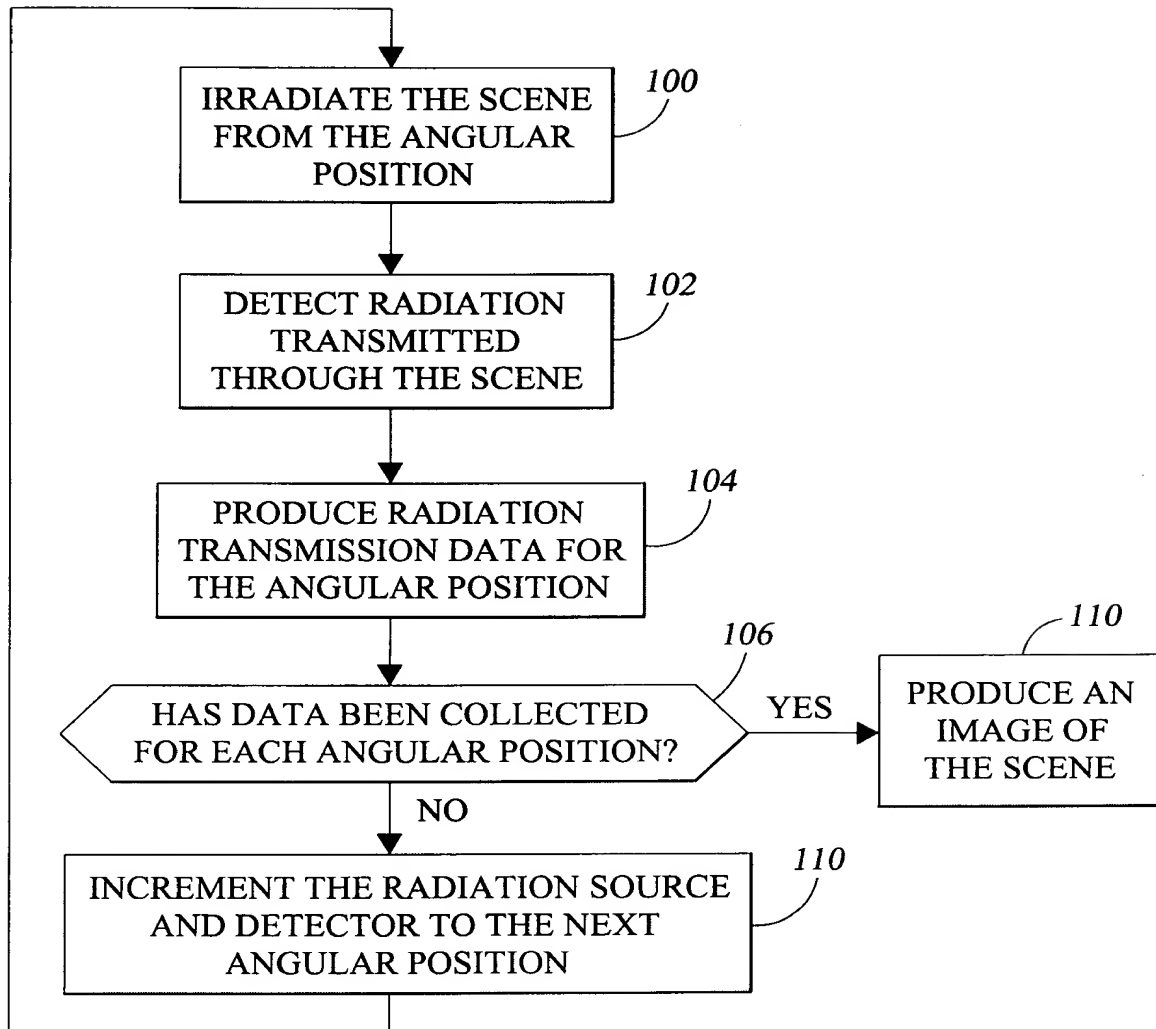 100
IRRADIATE THE SCENE
FROM THE ANGULAR
POSITION
102
DETECT RADIATION
TRANSMITTED
THROUGH THE SCENE
104
PRODUCE RADIATION
TRANSMISSION DATA FOR
THE ANGULAR POSITION
106
HAS DATA BEEN COLLECTED
FOR EACH ANGULAR POSITION?
YES
110
PRODUCE AN
IMAGE OF
THE SCENE
NO
110
INCREMENT THE RADIATION SOURCE
AND DETECTOR TO THE NEXT
ANGULAR POSITION